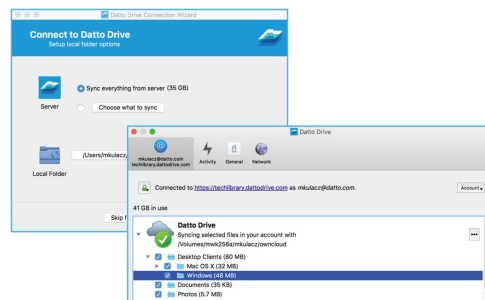 Datto Drive Connection Wizard
Connect to Datto Drive
Setup local folder options
Server
Sync everything from server (35 GB)
Choose what to sync
/Users/mkulacz
Local Folder
Skip f
Datto Drive
mkulacz@datto.com
techlibrary.dattodrive.com
Activity
General
Network
Connected to https://techlibrary.dattodrive.com as mkulacz@datto.com.
Account
41 GB in use
Datto Drive
Syncing selected files in your account with
/Volumes/mwk256a/mkulacz/owncloud
Desktop Clients (80 MB)
Mac OS X (32 MB)
Windows (48 MB)
Documents (35 KB)
Photos (5.7 MB)